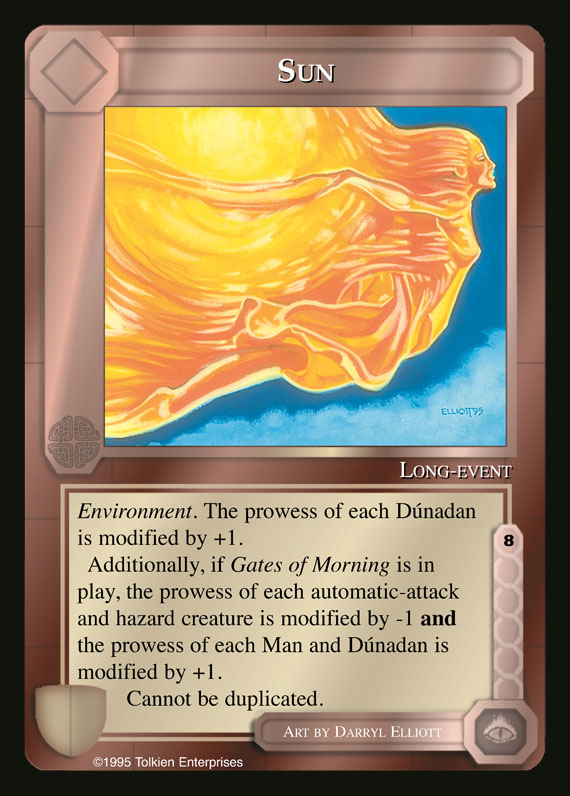 Sun
ELLIOTT 95
Long-event
Environment. The prowess of each Dúnadan
is modified by +1.
Additionally, if Gates of Morning is in
play, the prowess of each automatic-attack
and hazard creature is modified by -1 and
the prowess of each Man and Dúnadan is
modified by +1.
Cannot be duplicated.
8
Art by Darryl Elliott
©1995 Tolkien Enterprises